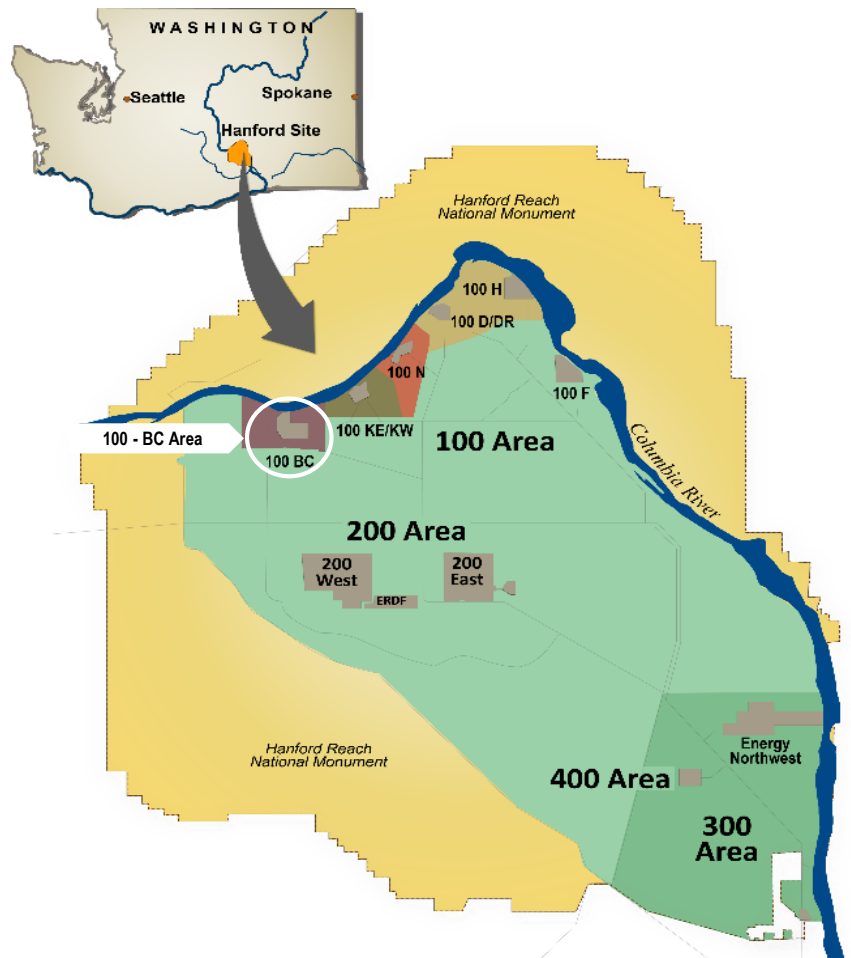 WASHINGTON
Seattle
Spokane
Hanford Site
Hanford Reach
National Monument
100 H
100 D/DR
100 N
100 F
100 - BC Area
100 KE/KW
100 Area
100 BC
Columbia River
200 Area
200
West
200
East
ERDF
Hanford Reach
National Monument
Energy
Northwest
400 Area
300
Area